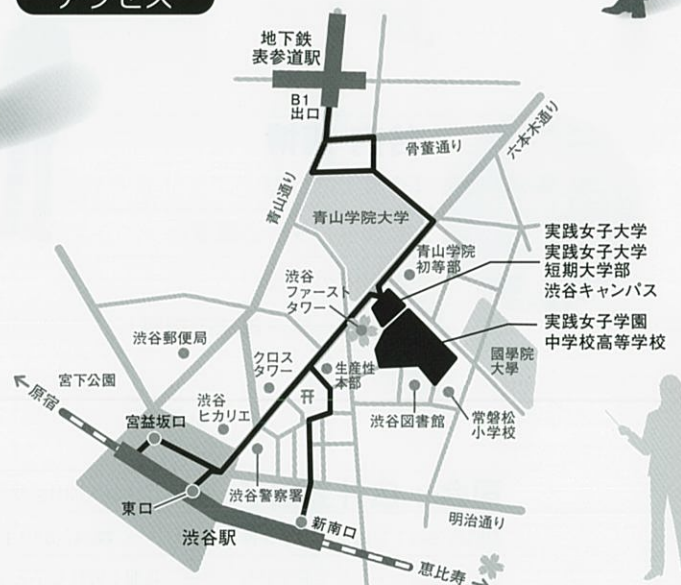 アクセス
地下鉄
表参道駅
B1
出口
骨董通り
六本木通り
青山通り
青山学院大学
青山学院
初等部
実践女子大学
実践女子大学
短期大学部
渋谷キャンパス
実践女子学園
中学校高等学校
渋谷
ファースト
タワー
渋谷郵便局
クロス
タワー
生産性
本部
國學院
大學
宮下公園
原宿
渋谷
ヒカリエ
宮益坂口
渋谷図書館
常磐松
小学校
渋谷警察署
東口
渋谷駅
新南口
明治通り
恵比寿